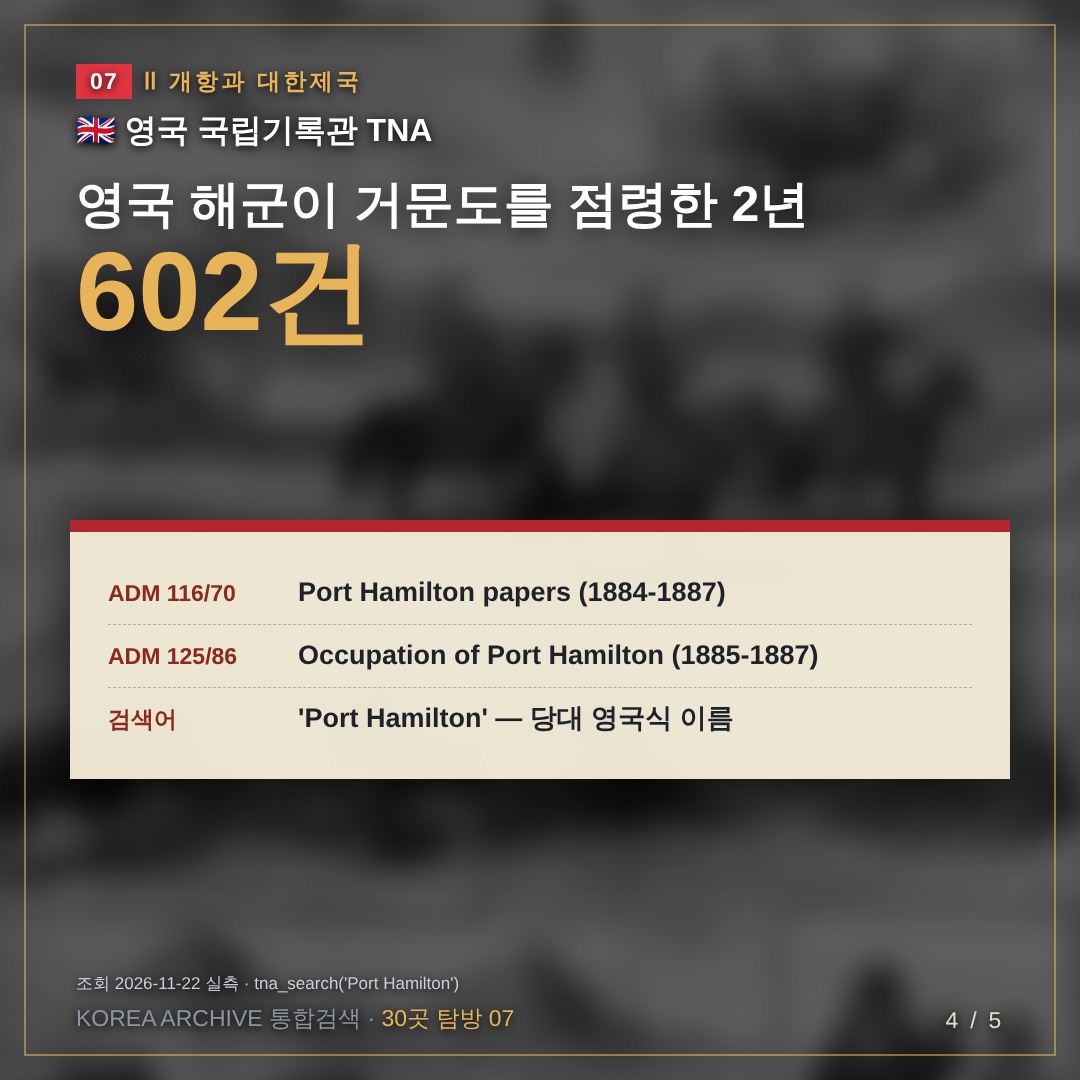 07 Ⅱ 개항과 대한제국
🇬🇧 영국 국립기록관 TNA
영국 해군이 거문도를 점령한 2년
602건
ADM 116/70 Port Hamilton papers (1884-1887)
ADM 125/86 Occupation of Port Hamilton (1885-1887)
검색어 'Port Hamilton' — 당대 영국식 이름
조회 2026-11-22 실측 · tna_search('Port Hamilton')
KOREA ARCHIVE 통합검색 · 30곳 탐방 07
4 / 5